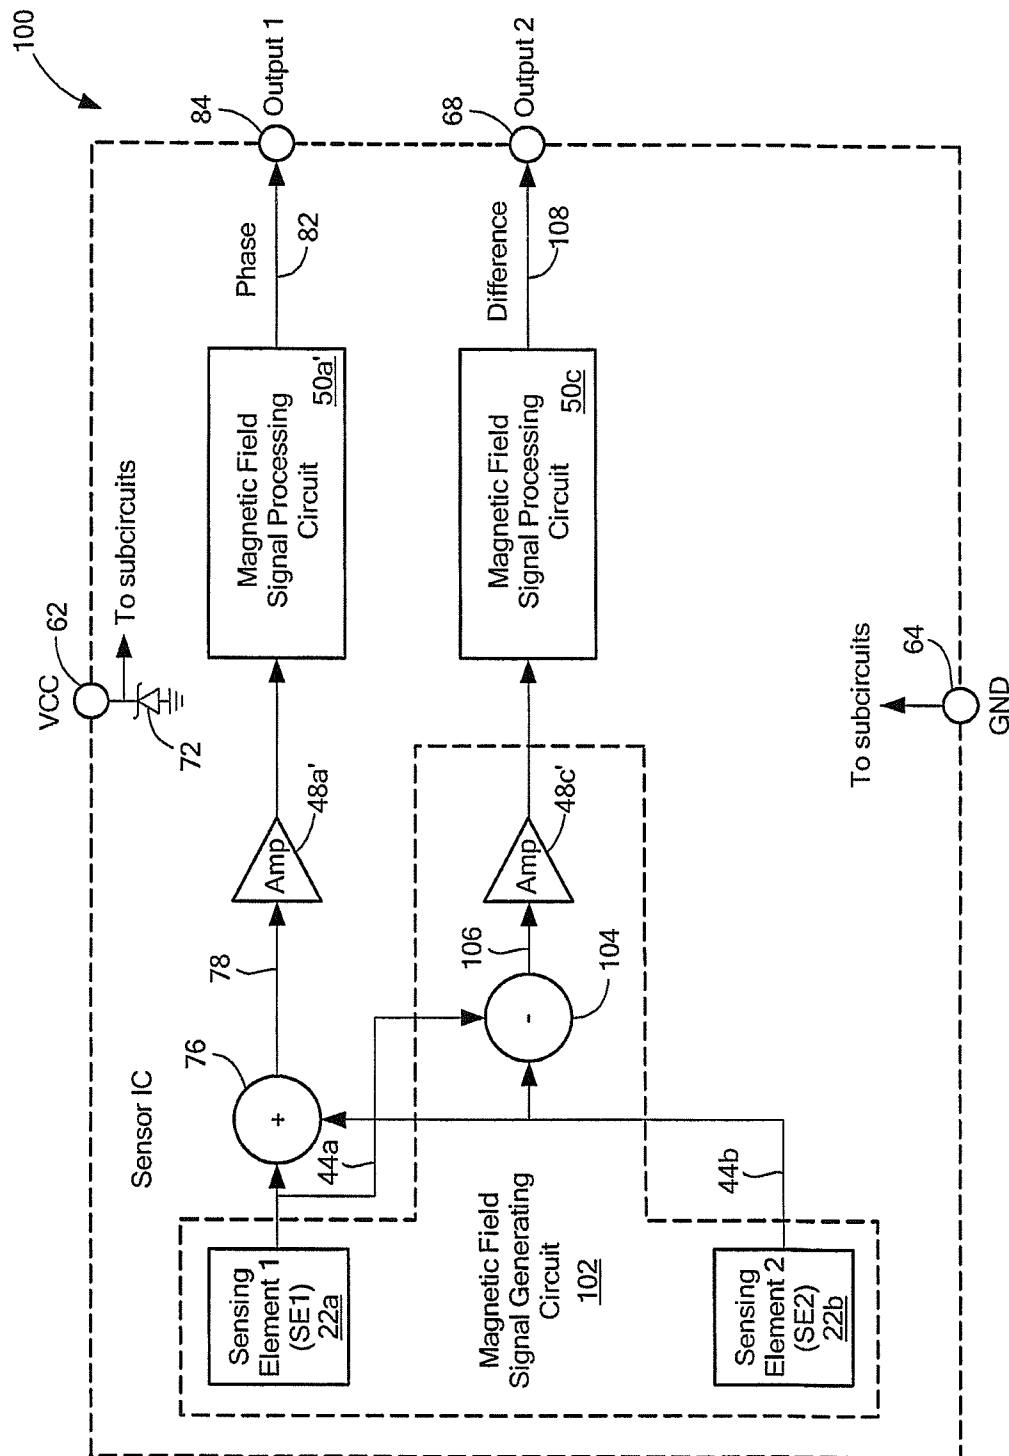 100
VCC
62
To subcircuits
72
Sensor IC
Sensing
Element 1
(SE1)
22a
44a
76
+
78
Amp
48a'
Magnetic Field
Signal Processing
Circuit
50a'
Phase
82
84
Output 1
Magnetic Field
Signal Generating
Circuit
102
-
104
106
Amp
48c'
Magnetic Field
Signal Processing
Circuit
50c
Difference
108
68
Output 2
Sensing
Element 2
(SE2)
22b
44b
To subcircuits
64
GND